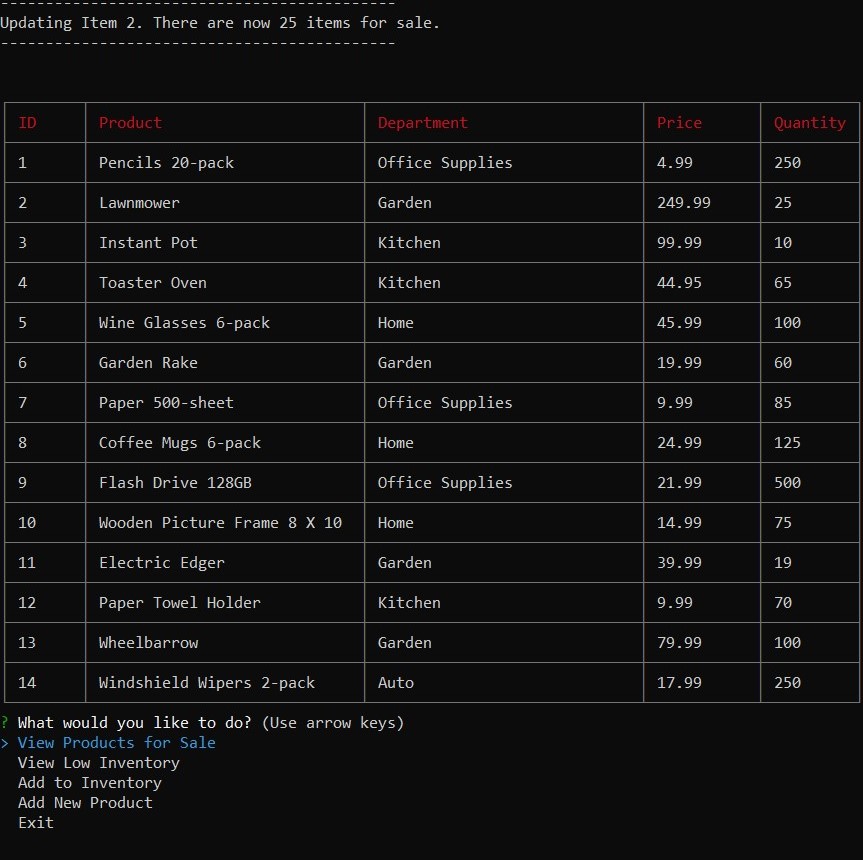 --------------------------------------------
Updating Item 2. There are now 25 items for sale.
--------------------------------------------
ID Product Department Price Quantity
1 Pencils 20-pack Office Supplies 4.99 250
2 Lawnmower Garden 249.99 25
3 Instant Pot Kitchen 99.99 10
4 Toaster Oven Kitchen 44.95 65
5 Wine Glasses 6-pack Home 45.99 100
6 Garden Rake Garden 19.99 60
7 Paper 500-sheet Office Supplies 9.99 85
8 Coffee Mugs 6-pack Home 24.99 125
9 Flash Drive 128GB Office Supplies 21.99 500
10 Wooden Picture Frame 8 X 10 Home 14.99 75
11 Electric Edger Garden 39.99 19
12 Paper Towel Holder Kitchen 9.99 70
13 Wheelbarrow Garden 79.99 100
14 Windshield Wipers 2-pack Auto 17.99 250
? What would you like to do? (Use arrow keys)
> View Products for Sale
View Low Inventory
Add to Inventory
Add New Product
Exit